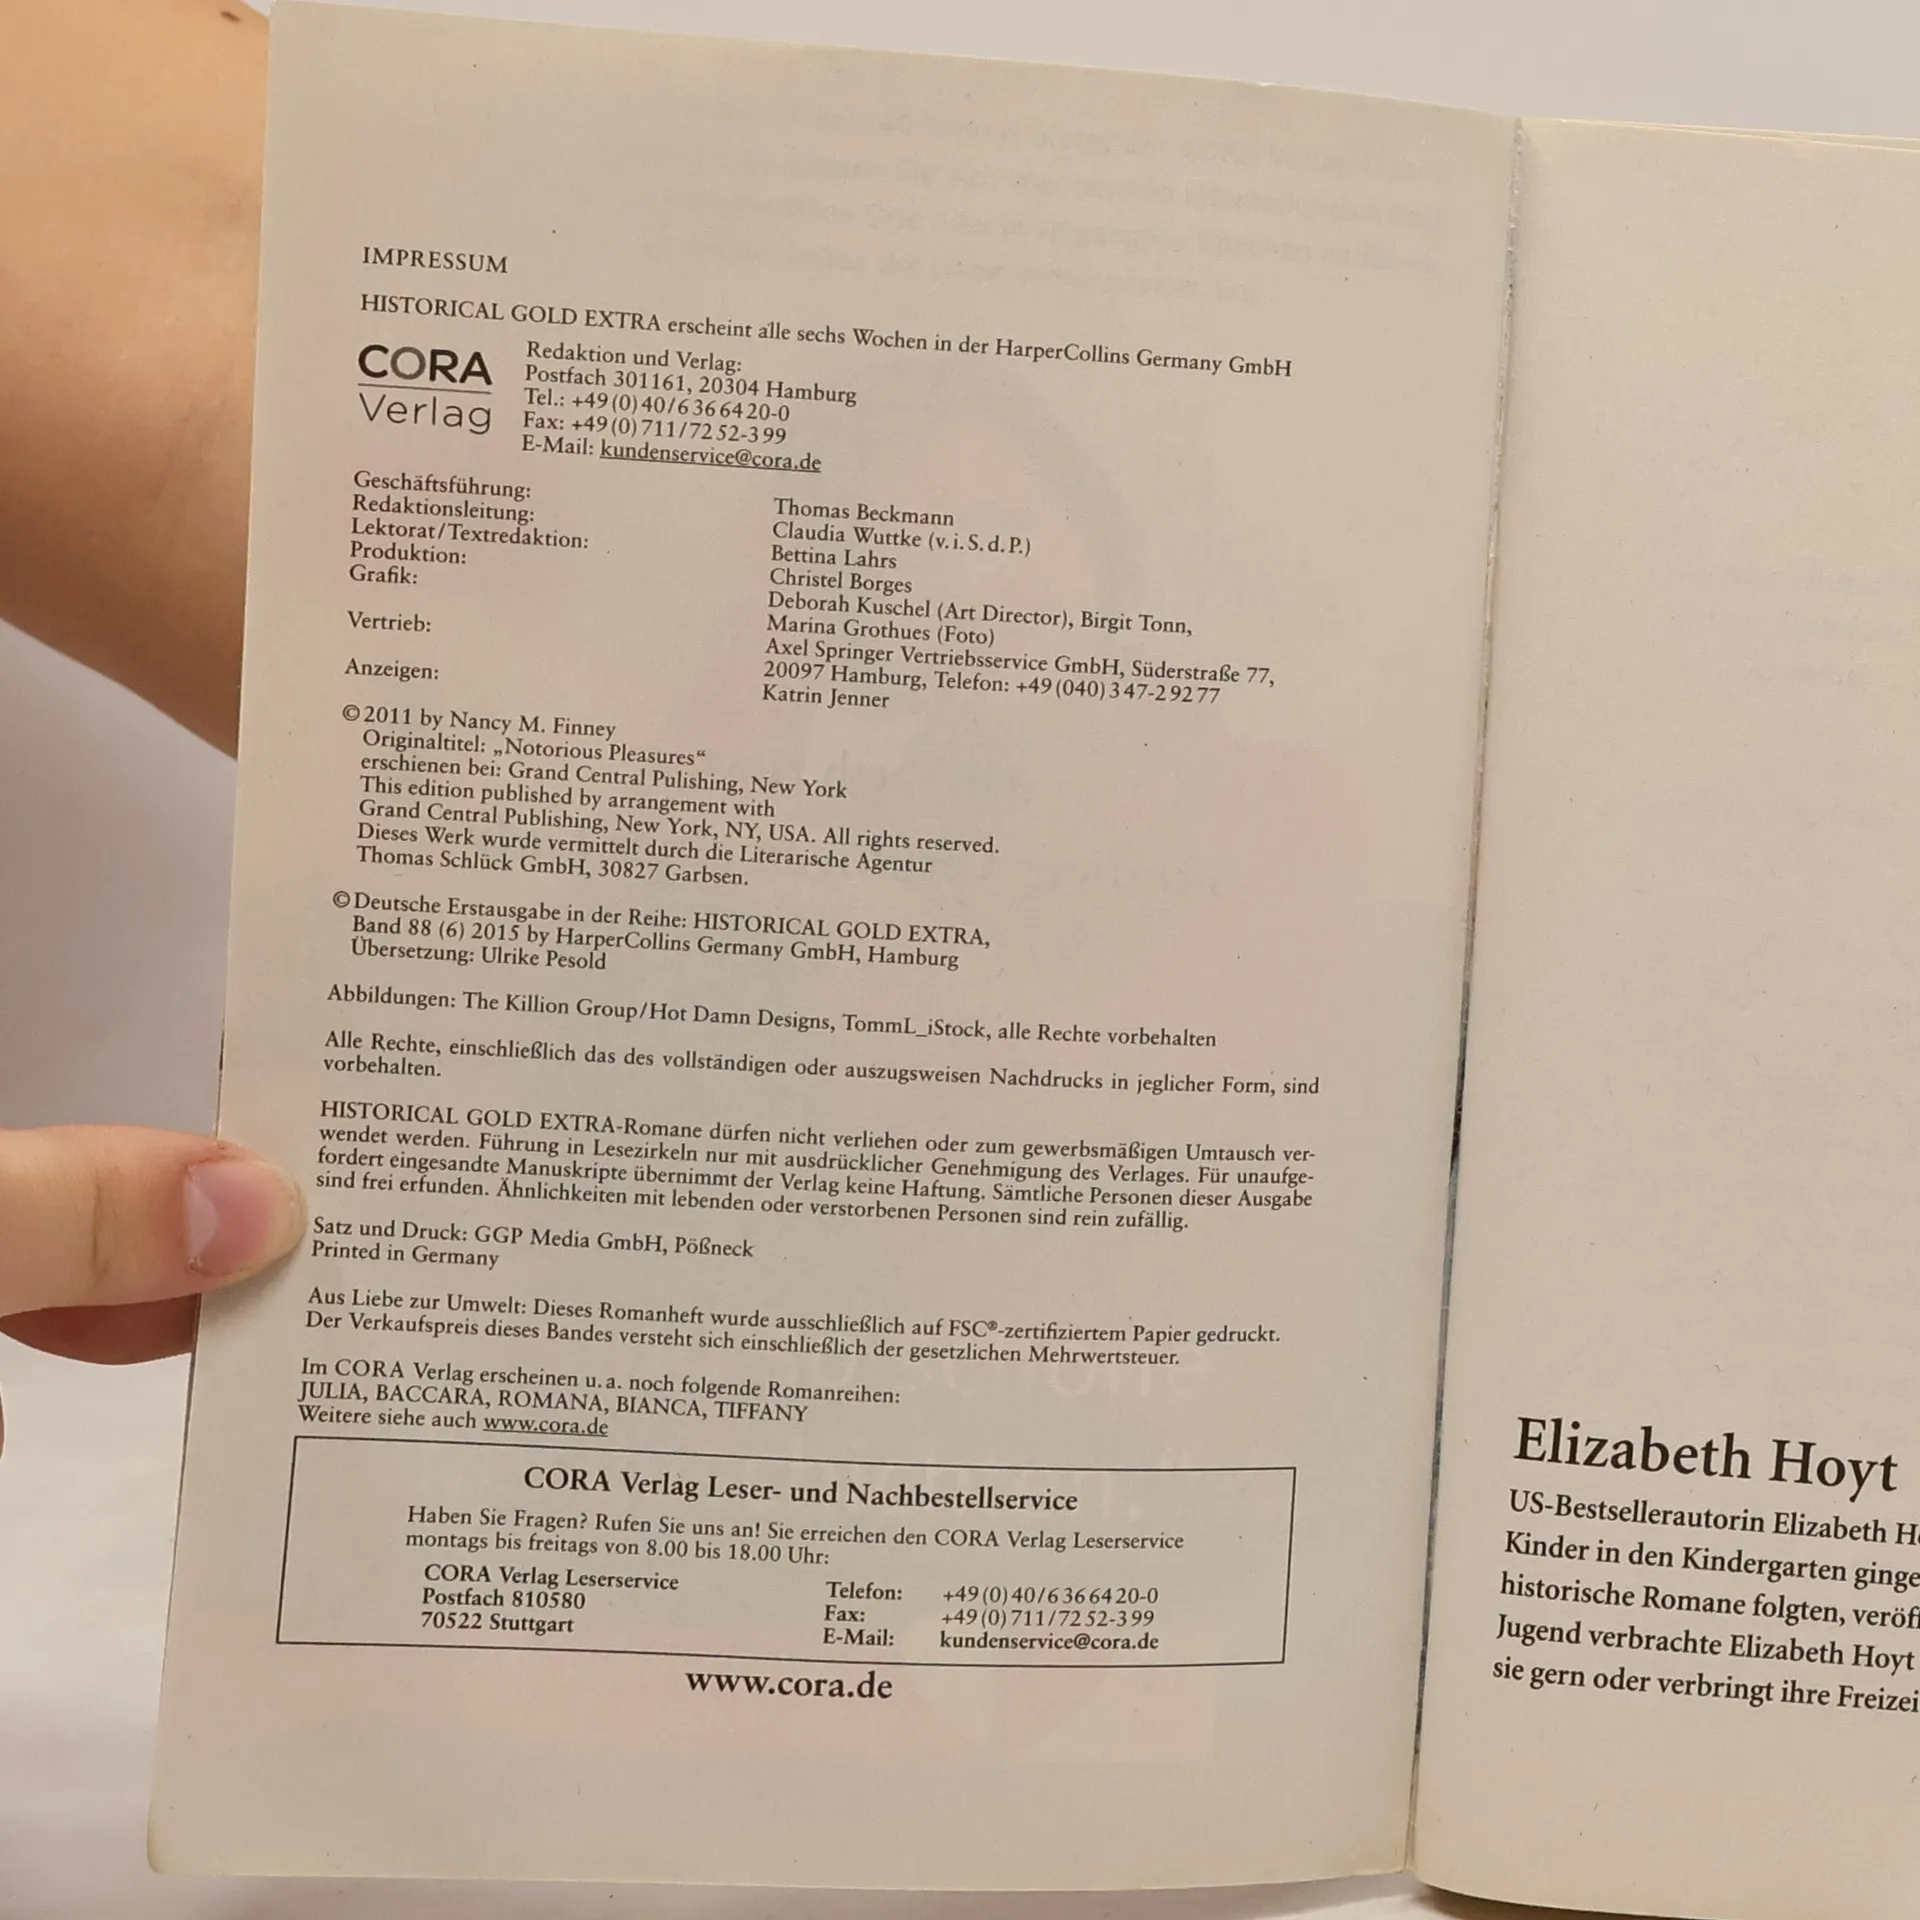 IMPRESSUM
HISTORICAL GOLD EXTRA erscheint alle sechs Wochen in der HarperCollins Germany GmbH
CORA
Verlag
Redaktion und Verlag:
Postfach 301161, 20304 Hamburg
Tel.: +49(0)40/6366420-0
Fax: +49(0)711/7252-399
E-Mail: kundenservice@cora.de
Geschäftsführung:
Redaktionsleitung:
Lektorat/Textredaktion:
Produktion:
Grafik:
Vertrieb:
Anzeigen:
Thomas Beckmann
Claudia Wuttke (v.i.S.d.P.)
Bettina Lahrs
Christel Borges
Deborah Kuschel (Art Director), Birgit Tonn,
Marina Grothues (Foto)
Axel Springer Vertriebsservice GmbH, Süderstraße 77,
20097 Hamburg, Telefon: +49(040)347-29277
Katrin Jenner
©2011 by Nancy M. Finney
Originaltitel: „Notorious Pleasures“
erschienen bei: Grand Central Pulishing, New York
This edition published by arrangement with
Grand Central Publishing, New York, NY, USA. All rights reserved.
Dieses Werk wurde vermittelt durch die Literarische Agentur
Thomas Schlück GmbH, 30827 Garbsen.
©Deutsche Erstausgabe in der Reihe: HISTORICAL GOLD EXTRA,
Band 88 (6) 2015 by HarperCollins Germany GmbH, Hamburg
Übersetzung: Ulrike Pesold
Abbildungen: The Killion Group/Hot Damn Designs, TommL_iStock, alle Rechte vorbehalten
Alle Rechte, einschließlich das des vollständigen oder auszugsweisen Nachdrucks in jeglicher Form, sind
vorbehalten.
HISTORICAL GOLD EXTRA-Romane dürfen nicht verliehen oder zum gewerbsmäßigen Umtausch ver-
wendet werden. Führung in Lesezirkeln nur mit ausdrücklicher Genehmigung des Verlages. Für unaufge-
fordert eingesandte Manuskripte übernimmt der Verlag keine Haftung. Sämtliche Personen dieser Ausgabe
sind frei erfunden. Ähnlichkeiten mit lebenden oder verstorbenen Personen sind rein zufällig.
Satz und Druck: GGP Media GmbH, Pößneck
Printed in Germany
Aus Liebe zur Umwelt: Dieses Romanheft wurde ausschließlich auf FSC®-zertifiziertem Papier gedruckt.
Der Verkaufspreis dieses Bandes versteht sich einschließlich der gesetzlichen Mehrwertsteuer.
Im CORA Verlag erscheinen u.a. noch folgende Romanreihen:
JULIA, BACCARA, ROMANA, BIANCA, TIFFANY
Weitere siehe auch www.cora.de
CORA Verlag Leser- und Nachbestellservice
Haben Sie Fragen? Rufen Sie uns an! Sie erreichen den CORA Verlag Leserservice
montags bis freitags von 8.00 bis 18.00 Uhr:
CORA Verlag Leserservice
Postfach 810580
70522 Stuttgart
Telefon: +49(0)40/6366420-0
Fax: +49(0)711/7252-399
E-Mail: kundenservice@cora.de
www.cora.de
Elizabeth Hoyt
US-Bestsellerautorin Elizabeth
Kinder in den Kindergarten
historische Romane folgten,
Jugend verbrachte Elizabeth Hoyt
sie gern oder verbringt ihre